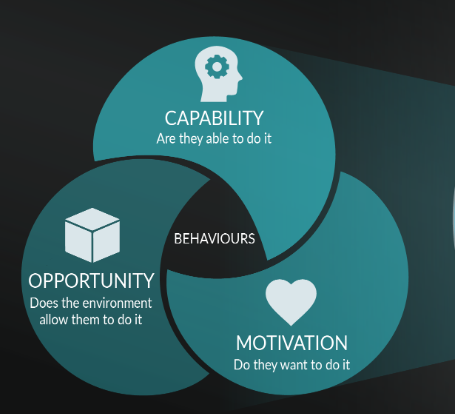 CAPABILITY
Are they able to do it
BEHAVIOURS
OPPORTUNITY
Does the environment
allow them to do it
MOTIVATION
Do they want to do it